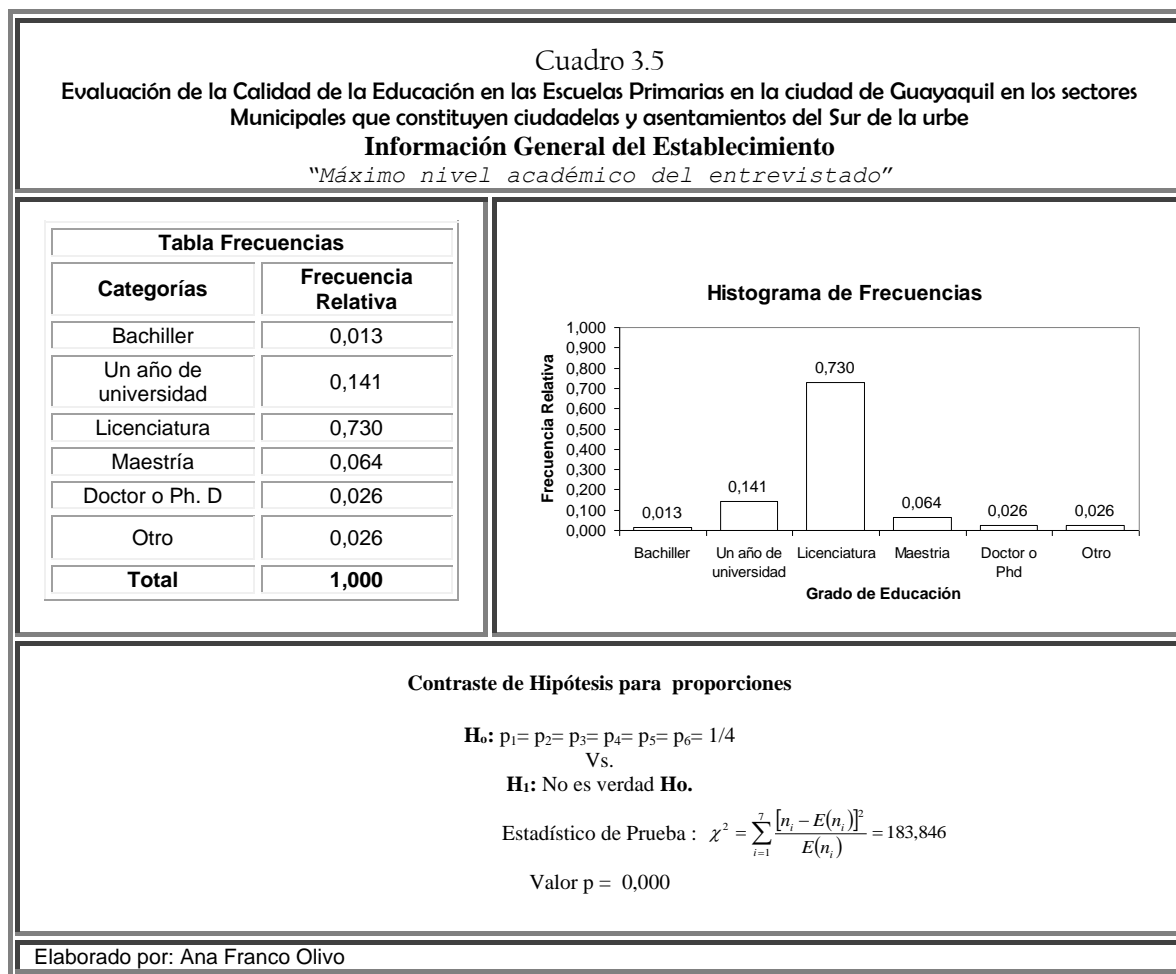 Cuadro 3.5
Evaluación de la Calidad de la Educación en las Escuelas Primarias en la ciudad de Guayaquil en los sectores
Municipales que constituyen ciudadelas y asentamientos del Sur de la urbe
Información General del Establecimiento
"Máximo nivel académico del entrevistado"
Tabla Frecuencias
Categorías Frecuencia Relativa
Bachiller 0,013
Un año de universidad 0,141
Licenciatura 0,730
Maestría 0,064
Doctor o Ph. D 0,026
Otro 0,026
Total 1,000
Histograma de Frecuencias
Frecuencia Relativa
1,000
0,900
0,800
0,700
0,600
0,500
0,400
0,300
0,200
0,100
0,000
0,013 0,141 0,730 0,064 0,026 0,026
Bachiller Un año de universidad Licenciatura Maestria Doctor o Phd Otro
Grado de Educación
Contraste de Hipótesis para proporciones
Ho: p1= p2= p3= p4= p5= p6= 1/4
Vs.
H1: No es verdad Ho.
Estadístico de Prueba : χ² = ∑_{i=1}^{7} [n_i − E(n_i)]² / E(n_i) = 183,846
Valor p = 0,000
Elaborado por: Ana Franco Olivo